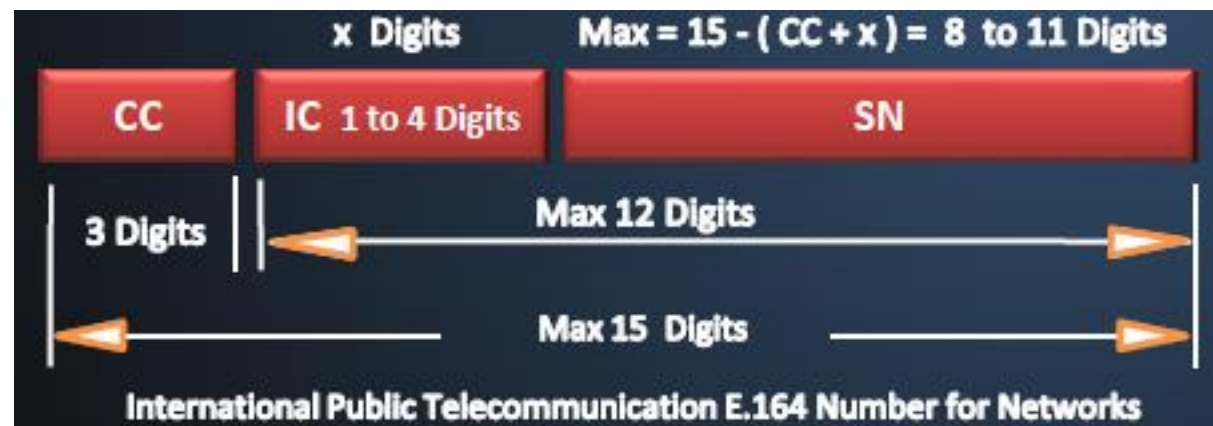 x Digits Max = 15 - ( CC + x ) = 8 to 11 Digits
CC IC 1 to 4 Digits SN
3 Digits Max 12 Digits
Max 15 Digits
International Public Telecommunication E.164 Number for Networks